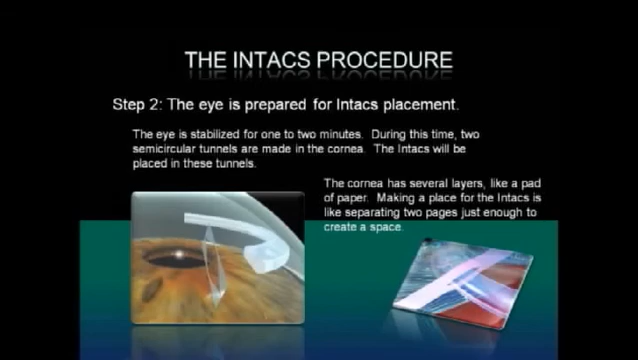 THE INTACS PROCEDURE
Step 2: The eye is prepared for Intacs placement.
The eye is stabilized for one to two minutes. During this time, two
semicircular tunnels are made in the cornea. The Intacs will be
placed in these tunnels.
The cornea has several layers, like a pad
of paper. Making a place for the Intacs is
like separating two pages just enough to
create a space.